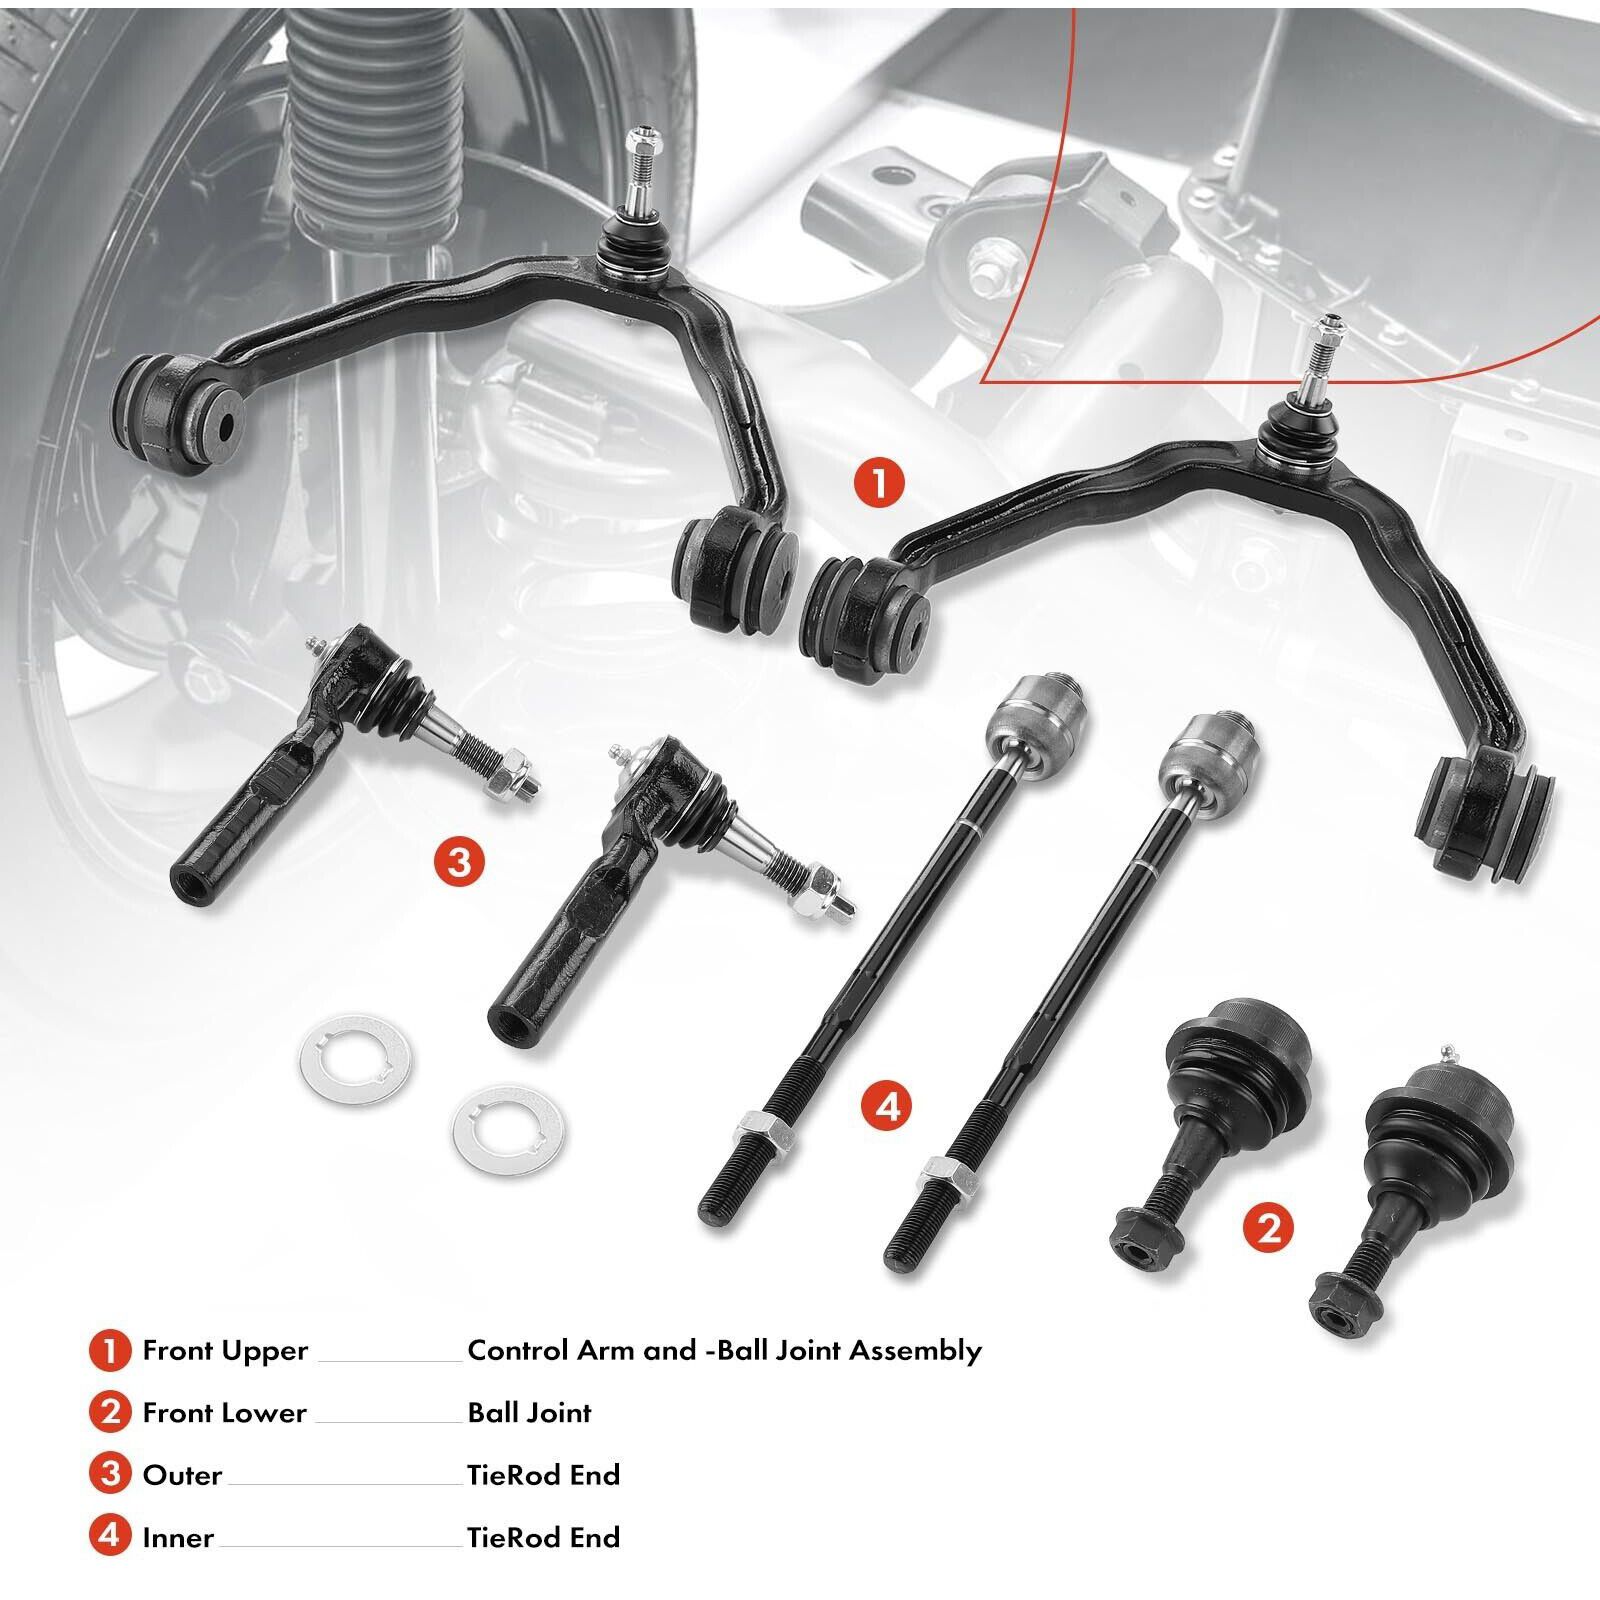 1
3
4
2
1 Front Upper Control Arm and -Ball Joint Assembly
2 Front Lower Ball Joint
3 Outer TieRod End
4 Inner TieRod End